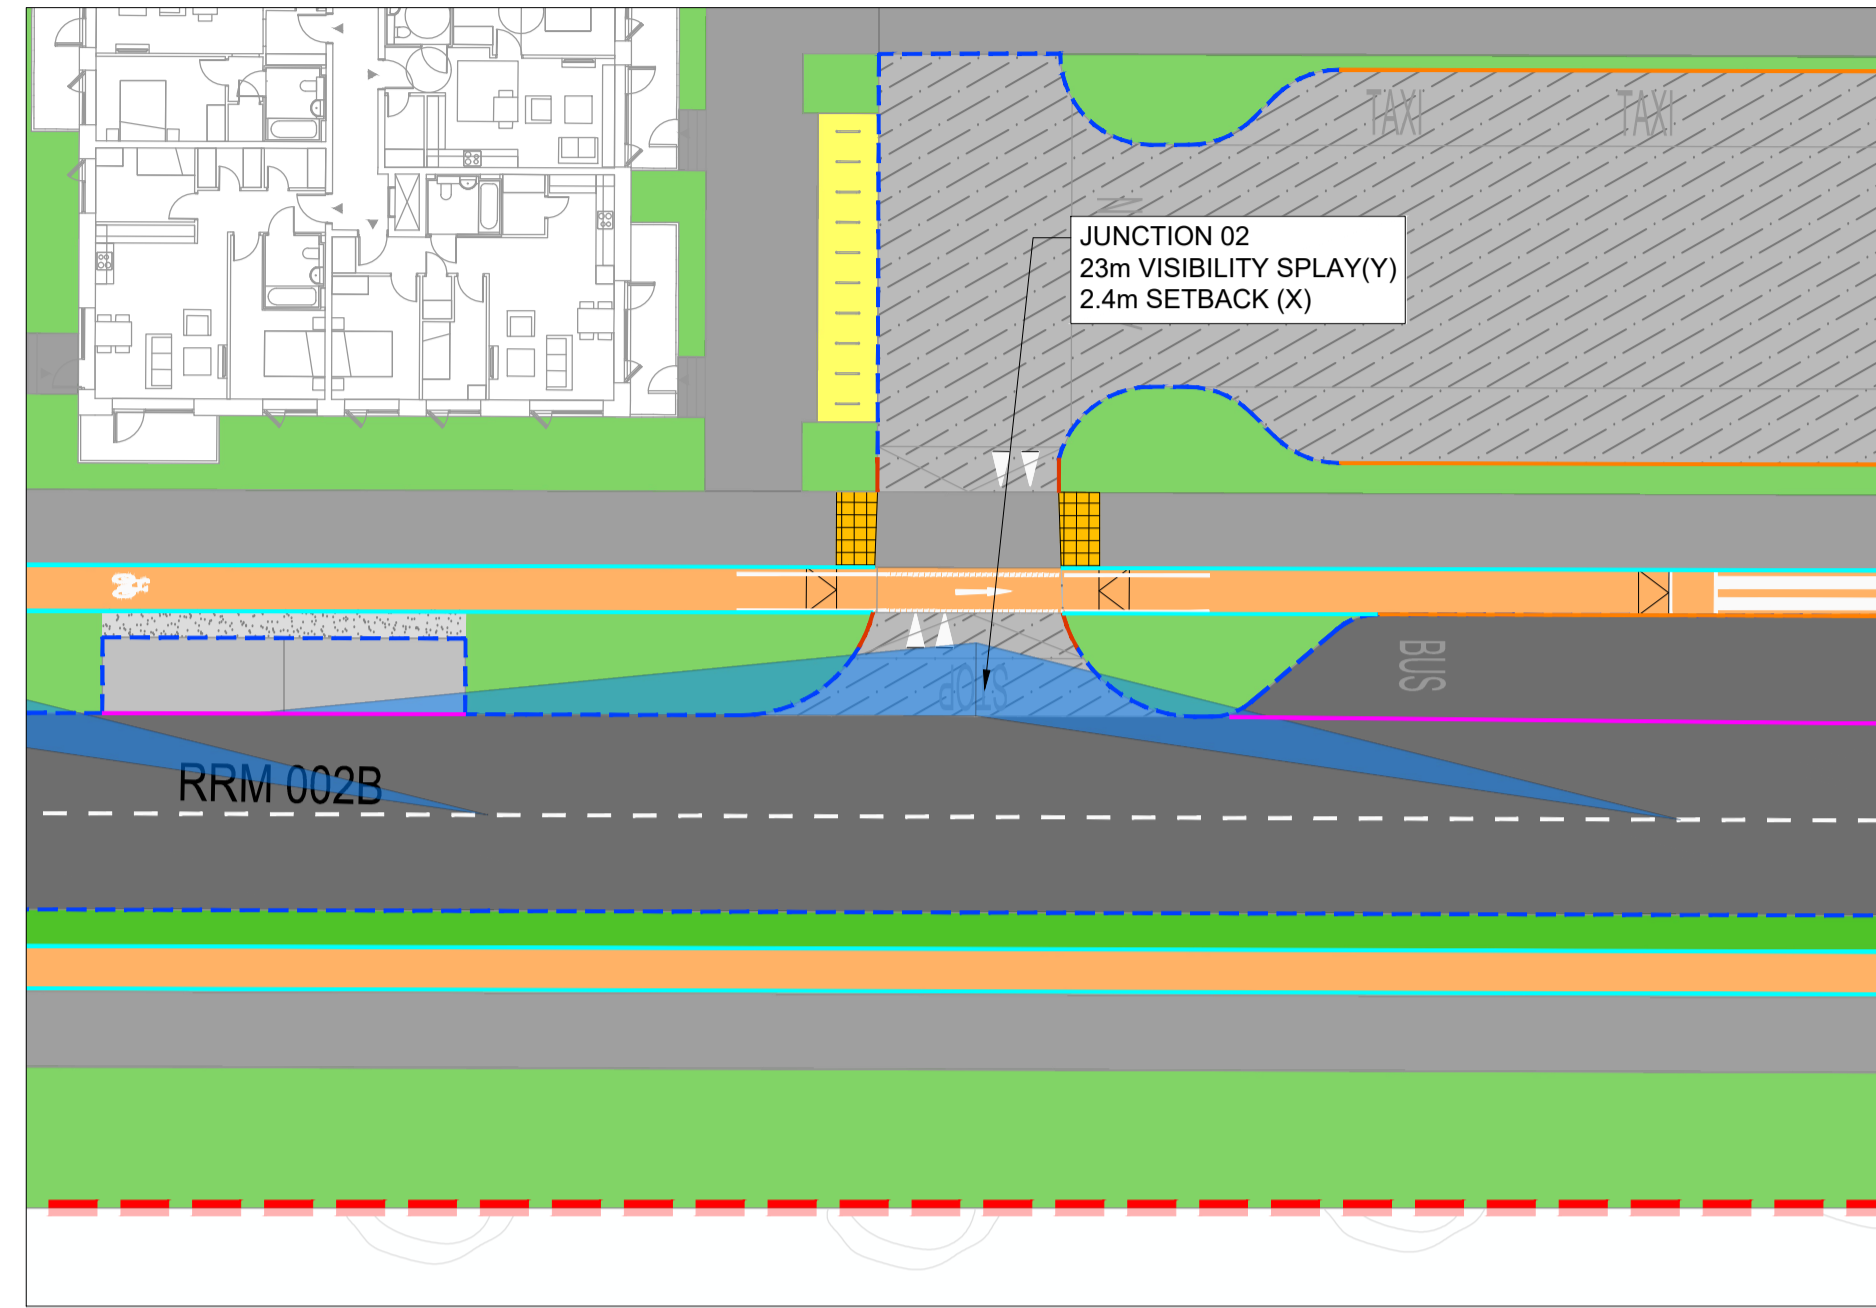 TAXI
TAXI
JUNCTION 02
23m VISIBILITY SPLAY(Y)
2.4m SETBACK (X)
BUS
STOP
RRM 002B